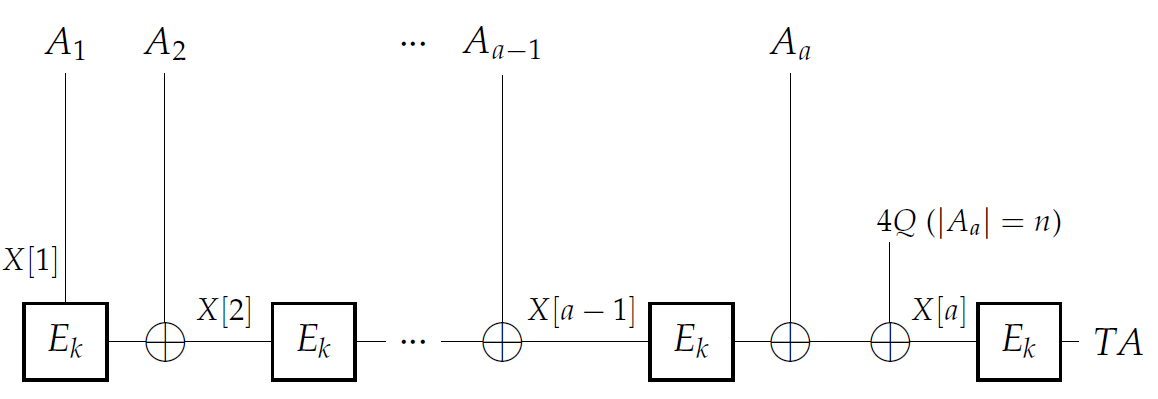 A₁ A₂ ... Aₐ₋₁ Aₐ
4Q (|Aₐ| = n)
X[1]
X[2] X[a − 1] X[a]
Eₖ Eₖ ... Eₖ Eₖ TA